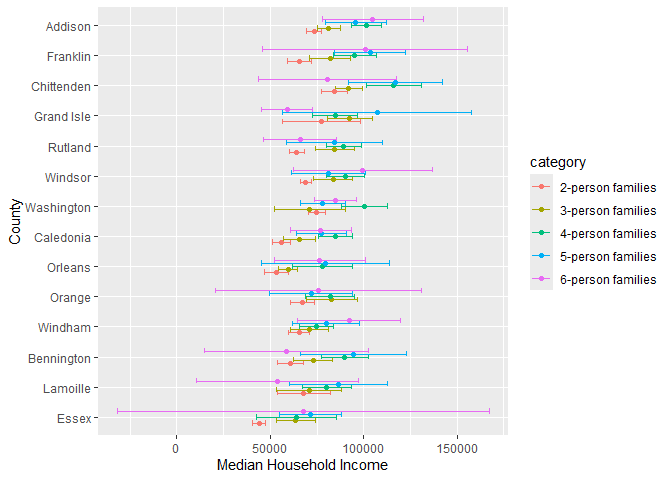 Addison
Franklin
Chittenden
Grand Isle
Rutland
Windsor
Washington
Caledonia
Orleans
Orange
Windham
Bennington
Lamoille
Essex
County
0
50000
100000
150000
Median Household Income
category
2-person families
3-person families
4-person families
5-person families
6-person families